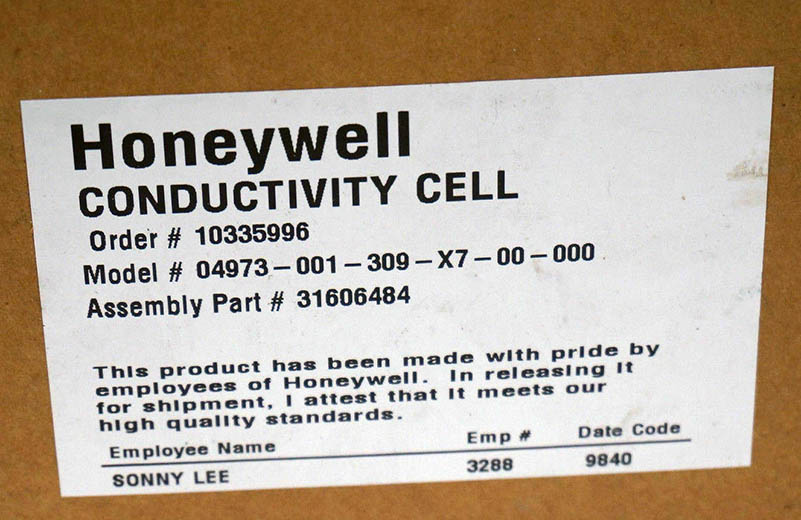 Honeywell
CONDUCTIVITY CELL
Order # 10335996
Model # 04973-001-309-X7-00-000
Assembly Part # 31606484
This product has been made with pride by
employees of Honeywell. In releasing it
for shipment, I attest that it meets our
high quality standards.
Employee Name Emp # Date Code
SONNY LEE 3288 9840